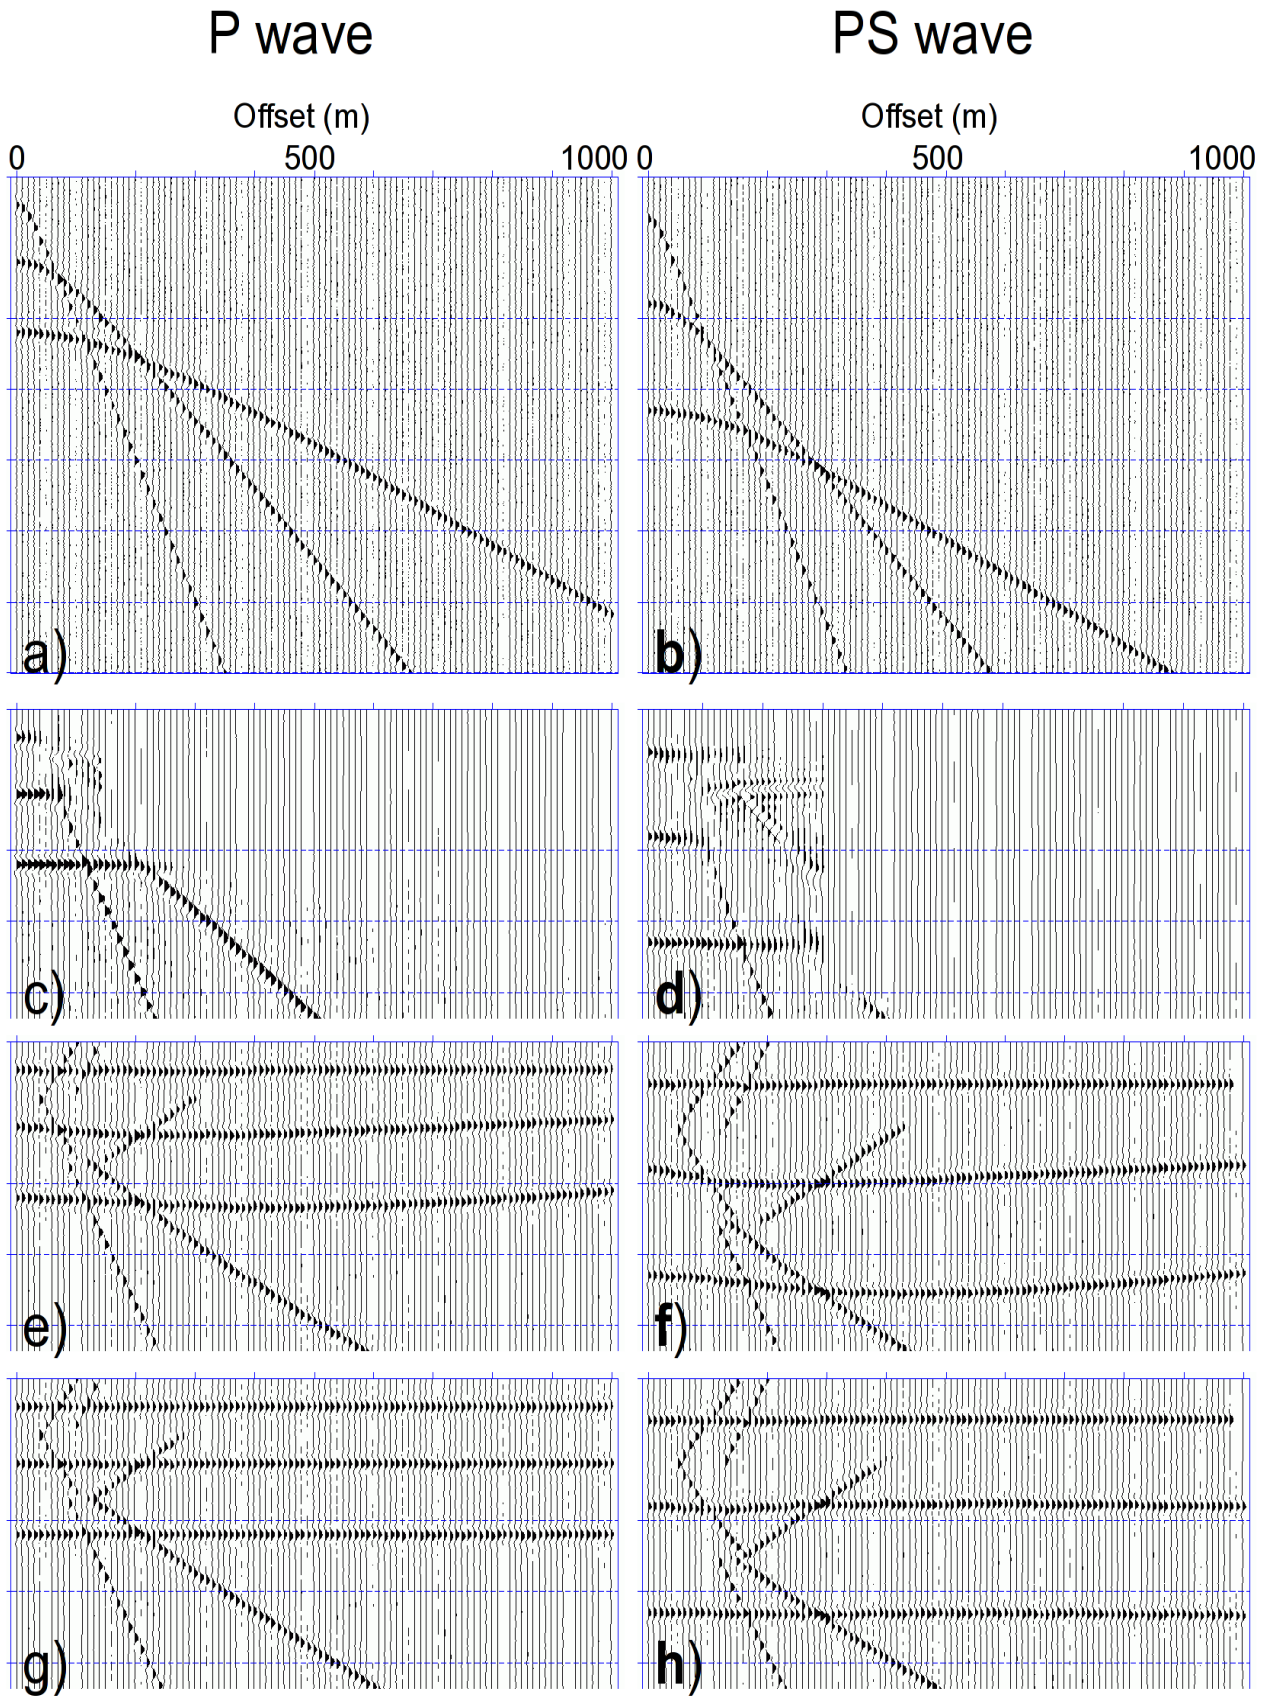 P wave PS wave
Offset (m) Offset (m)
0 500 1000 0 500 1000
a) b)
c) d)
e) f)
g) h)